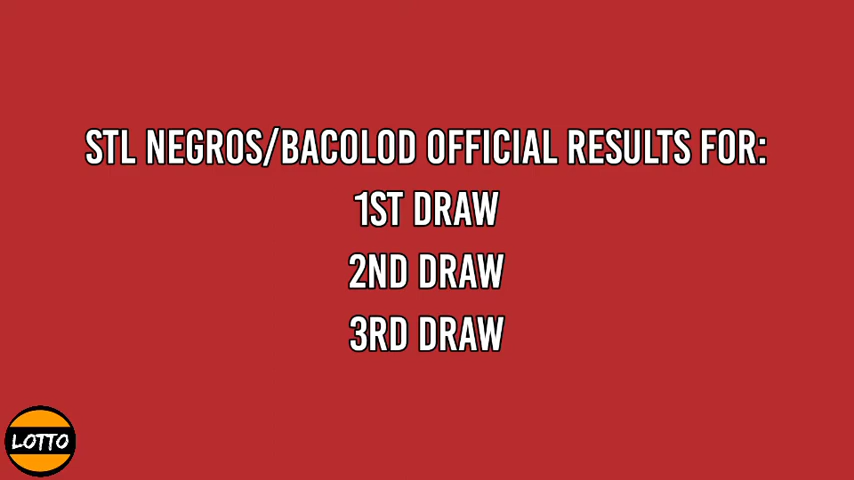 STL NEGROS/BACOLOD OFFICIAL RESULTS FOR:
1ST DRAW
2ND DRAW
3RD DRAW
LOTTO